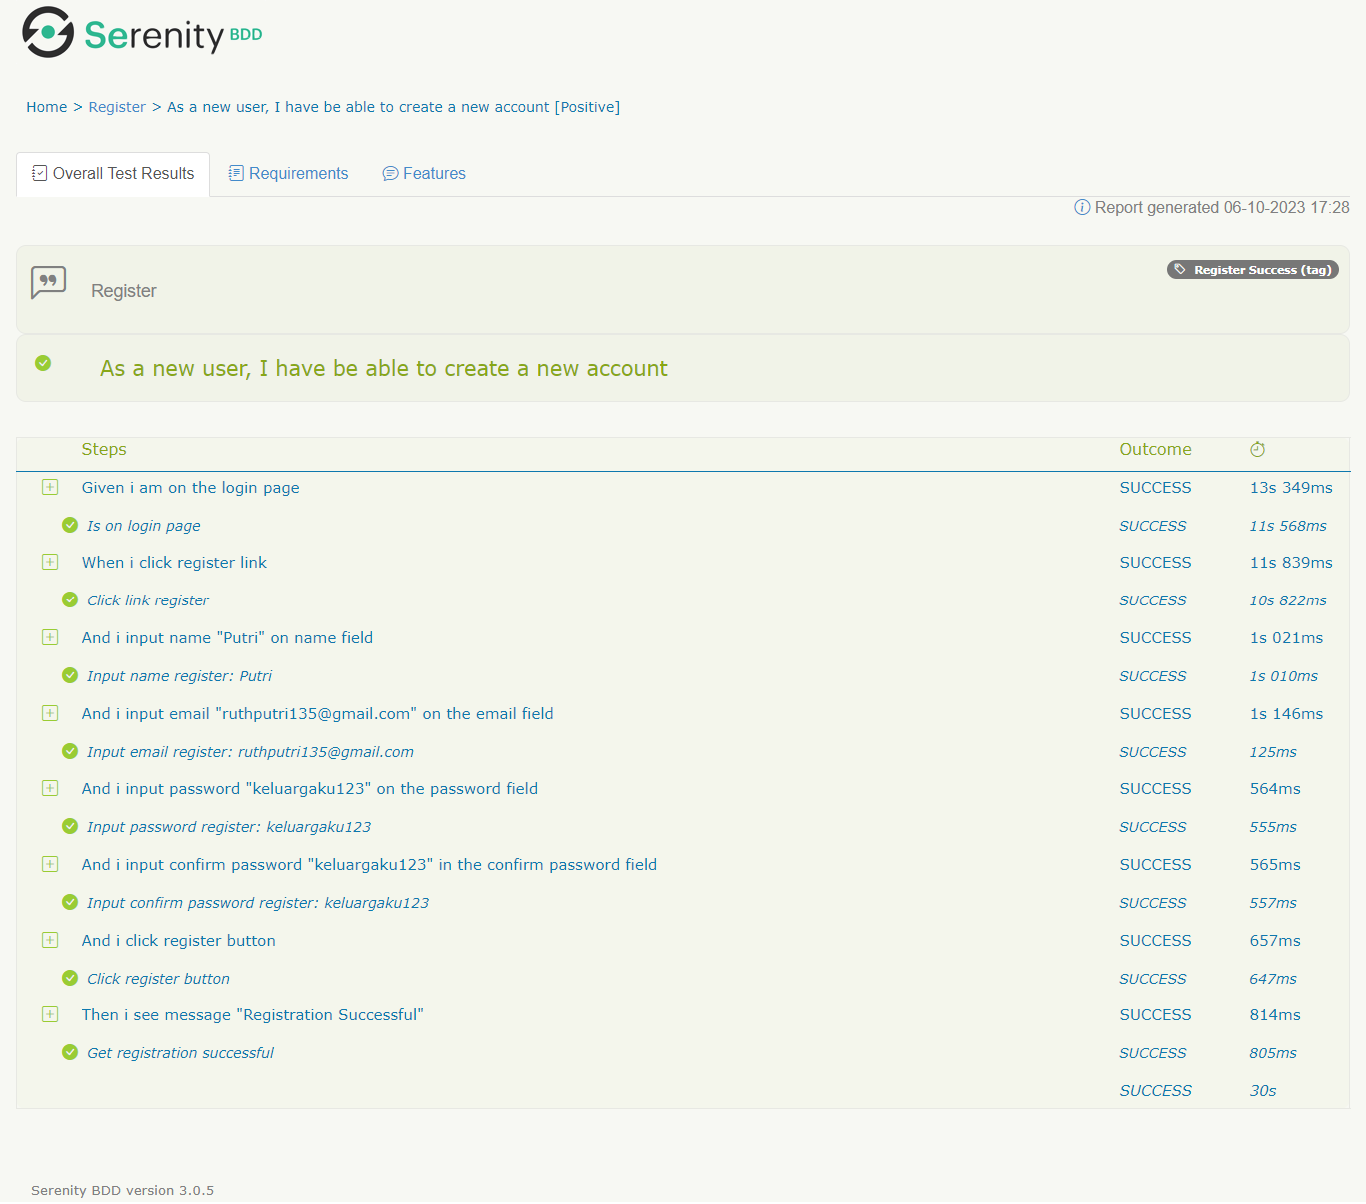 Serenity BDD
Home > Register > As a new user, I have be able to create a new account [Positive]
Overall Test Results Requirements Features
Report generated 06-10-2023 17:28
Register Success (tag)
Register
As a new user, I have be able to create a new account
Steps Outcome
Given i am on the login page SUCCESS 13s 349ms
Is on login page SUCCESS 11s 568ms
When i click register link SUCCESS 11s 839ms
Click link register SUCCESS 10s 822ms
And i input name "Putri" on name field SUCCESS 1s 021ms
Input name register: Putri SUCCESS 1s 010ms
And i input email "ruthputri135@gmail.com" on the email field SUCCESS 1s 146ms
Input email register: ruthputri135@gmail.com SUCCESS 125ms
And i input password "keluargaku123" on the password field SUCCESS 564ms
Input password register: keluargaku123 SUCCESS 555ms
And i input confirm password "keluargaku123" in the confirm password field SUCCESS 565ms
Input confirm password register: keluargaku123 SUCCESS 557ms
And i click register button SUCCESS 657ms
Click register button SUCCESS 647ms
Then i see message "Registration Successful" SUCCESS 814ms
Get registration successful SUCCESS 805ms
SUCCESS 30s
Serenity BDD version 3.0.5